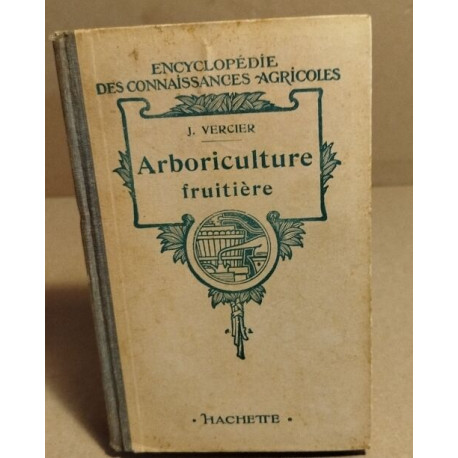 ENCYCLOPÉDIE
DES CONNAISSANCES AGRICOLES
J. VERCIER
Arboriculture
fruitière
• HACHETTE •